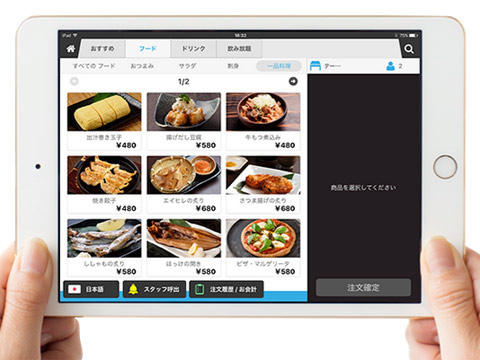 iPad 18:32 75%
おすすめ フード ドリンク 飲み放題
すべての フード おつまみ サラダ 刺身 一品料理
テー… 2
1/2
出汁巻き玉子 揚げだし豆腐 牛もつ煮込み
¥480 ¥580 ¥480
商品を選択してください
焼き餃子 エイヒレの炙り さつま揚げの炙り
¥480 ¥680 ¥680
ししゃもの炙り ほっけの開き ピザ・マルゲリータ
¥580 ¥580 ¥580
日本語 スタッフ呼出 注文履歴 / お会計 注文確定